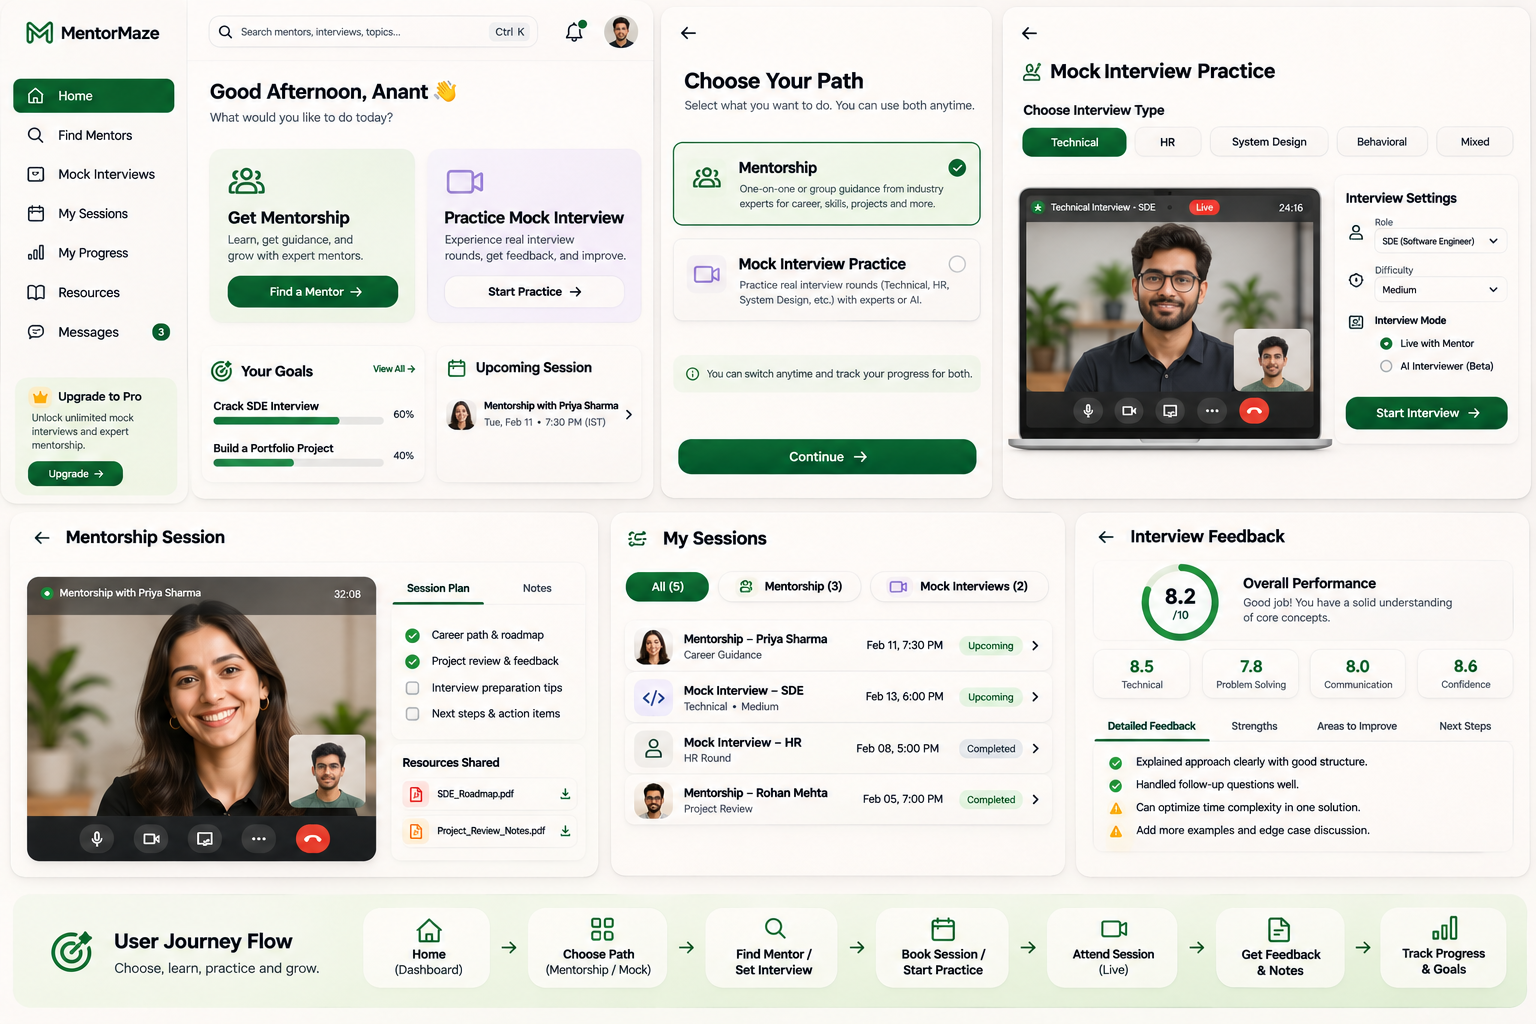 MentorMaze
Home
Find Mentors
Mock Interviews
My Sessions
My Progress
Resources
Messages
3
Upgrade to Pro
Unlock unlimited mock
interviews and expert
mentorship.
Upgrade →
Search mentors, interviews, topics...
Ctrl K
Good Afternoon, Anant 👋
What would you like to do today?
Get Mentorship
Learn, get guidance, and
grow with expert mentors.
Find a Mentor →
Practice Mock Interview
Experience real interview
rounds, get feedback, and improve.
Start Practice →
Your Goals
View All →
Crack SDE Interview
60%
Build a Portfolio Project
40%
Upcoming Session
Mentorship with Priya Sharma
Tue, Feb 11 • 7:30 PM (IST)
←
Choose Your Path
Select what you want to do. You can use both anytime.
Mentorship
One-on-one or group guidance from industry
experts for career, skills, projects and more.
Mock Interview Practice
Practice real interview rounds (Technical, HR,
System Design, etc.) with experts or AI.
You can switch anytime and track your progress for both.
Continue →
←
Mock Interview Practice
Choose Interview Type
Technical
HR
System Design
Behavioral
Mixed
Technical Interview - SDE
Live
24:16
Interview Settings
Role
SDE (Software Engineer)
Difficulty
Medium
Interview Mode
Live with Mentor
AI Interviewer (Beta)
Start Interview →
← Mentorship Session
Mentorship with Priya Sharma
32:08
Session Plan
Notes
Career path & roadmap
Project review & feedback
Interview preparation tips
Next steps & action items
Resources Shared
SDE_Roadmap.pdf
Project_Review_Notes.pdf
My Sessions
All (5)
Mentorship (3)
Mock Interviews (2)
Mentorship – Priya Sharma
Career Guidance
Feb 11, 7:30 PM
Upcoming
Mock Interview – SDE
Technical • Medium
Feb 13, 6:00 PM
Upcoming
Mock Interview – HR
HR Round
Feb 08, 5:00 PM
Completed
Mentorship – Rohan Mehta
Project Review
Feb 05, 7:00 PM
Completed
← Interview Feedback
8.2
/10
Overall Performance
Good job! You have a solid understanding
of core concepts.
8.5
Technical
7.8
Problem Solving
8.0
Communication
8.6
Confidence
Detailed Feedback
Strengths
Areas to Improve
Next Steps
Explained approach clearly with good structure.
Handled follow-up questions well.
Can optimize time complexity in one solution.
Add more examples and edge case discussion.
User Journey Flow
Choose, learn, practice and grow.
Home
(Dashboard)
→
Choose Path
(Mentorship / Mock)
→
Find Mentor /
Set Interview
→
Book Session /
Start Practice
→
Attend Session
(Live)
→
Get Feedback
& Notes
→
Track Progress
& Goals